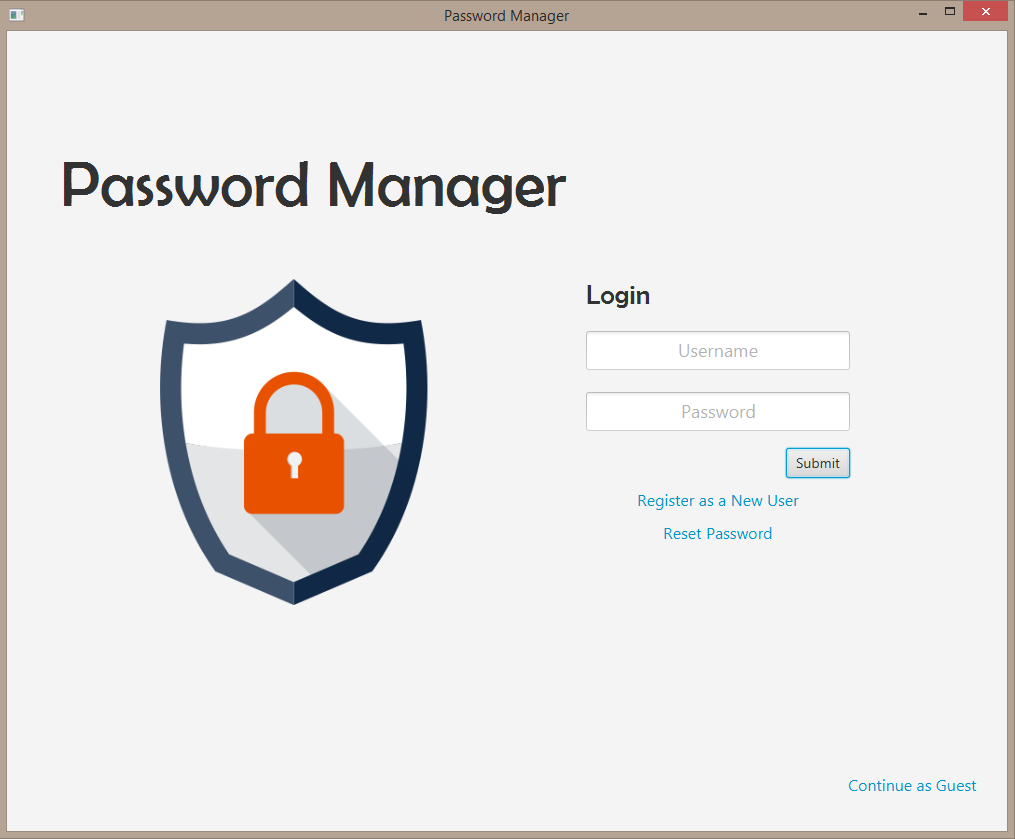 Password Manager
Password Manager
Login
Username
Password
Submit
Register as a New User
Reset Password
Continue as Guest